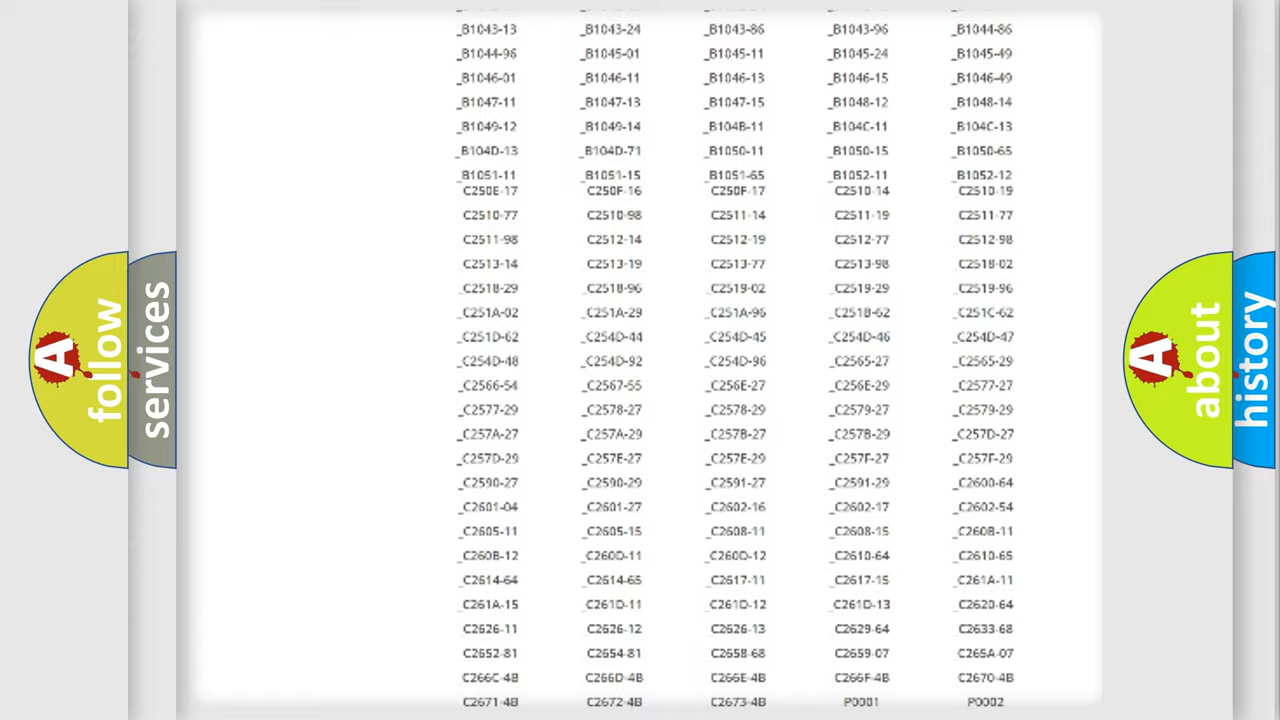 _B1043-13 _B1043-24 _B1043-86 _B1043-96 _B1044-86
_B1044-96 _B1045-01 _B1045-11 _B1045-24 _B1045-49
_B1046-01 _B1046-11 _B1046-13 _B1046-15 _B1046-49
_B1047-11 _B1047-13 _B1047-15 _B1048-12 _B1048-14
_B1049-12 _B1049-14 _B104B-11 _B104C-11 _B104C-13
_B104D-13 _B104D-71 _B1050-11 _B1050-15 _B1050-65
_B1051-11 _B1051-15 _B1051-65 _B1052-11 _B1052-12
C250E-17 C250F-16 C250F-17 C2510-14 C2510-19
C2510-77 C2510-98 C2511-14 C2511-19 C2511-77
C2511-98 C2512-14 C2512-19 C2512-77 C2512-98
C2513-14 C2513-19 C2513-77 C2513-98 C2518-02
_C2518-29 _C2518-96 _C2519-02 _C2519-29 _C2519-96
_C251A-02 _C251A-29 _C251A-96 _C251B-62 _C251C-62
_C251D-62 _C254D-44 _C254D-45 _C254D-46 _C254D-47
_C254D-48 _C254D-92 _C254D-96 _C2565-27 _C2565-29
_C2566-54 _C2567-55 _C256E-27 _C256E-29 _C2577-27
_C2577-29 _C2578-27 _C2578-29 _C2579-27 _C2579-29
_C257A-27 _C257A-29 _C257B-27 _C257B-29 _C257D-27
_C257D-29 _C257E-27 _C257E-29 _C257F-27 _C257F-29
_C2590-27 _C2590-29 _C2591-27 _C2591-29 _C2600-64
_C2601-04 _C2601-27 _C2602-16 _C2602-17 _C2602-54
_C2605-11 _C2605-15 _C2608-11 _C2608-15 _C260B-11
_C260B-12 _C260D-11 _C260D-12 _C2610-64 _C2610-65
_C2614-64 _C2614-65 _C2617-11 _C2617-15 _C261A-11
_C261A-15 _C261D-11 _C261D-12 _C261D-13 _C2620-64
C2626-11 C2626-12 C2626-13 C2629-64 C2633-68
C2652-81 C2654-81 C2658-68 C2659-07 C265A-07
C266C-4B C266D-4B C266E-4B C266F-4B C2670-4B
C2671-4B C2672-4B C2673-4B P0001 P0002
A follow
services
A about
history